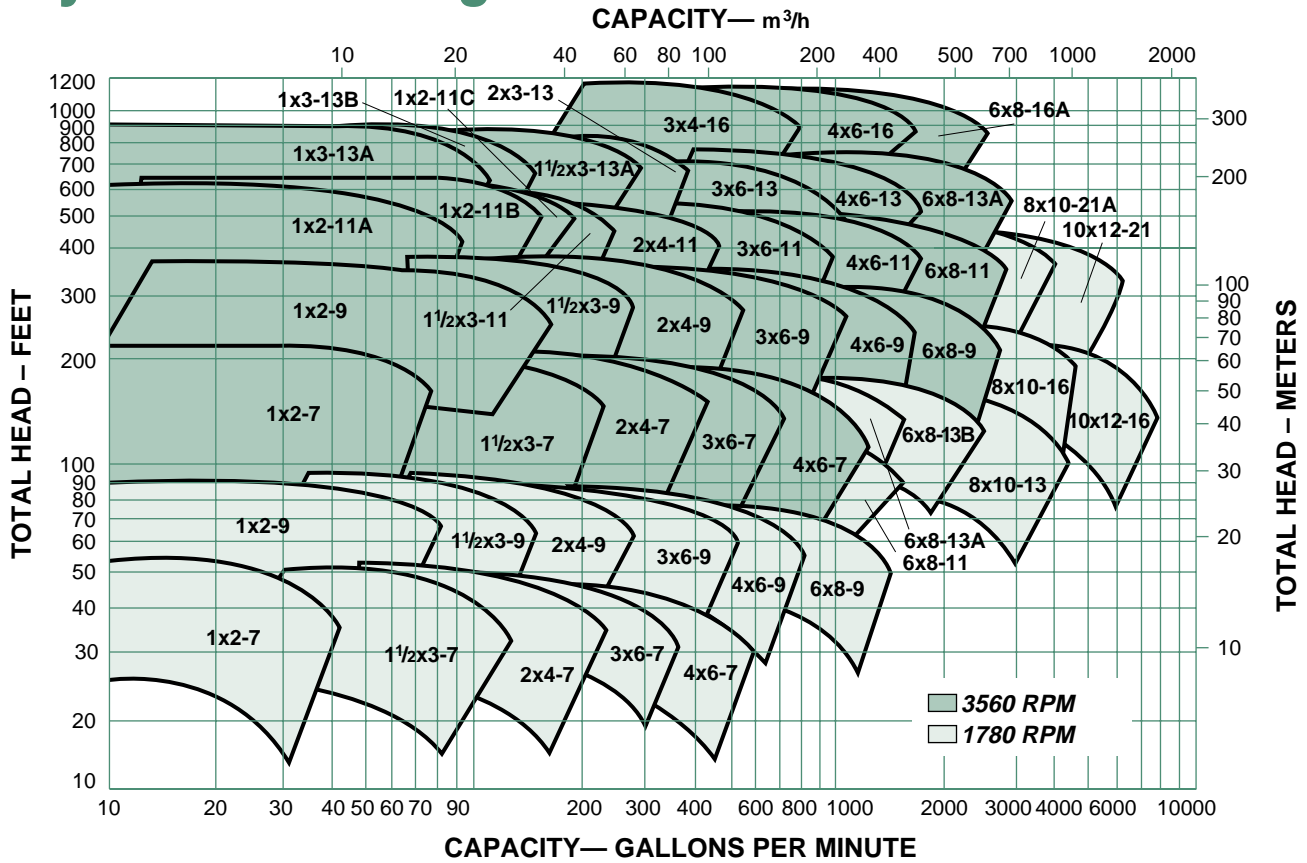 CAPACITY— m³/h
10 20 40 60 80 100 200 400 500 700 1000 2000
1200
1000
900
800
700
600
500
400
300
200
100
90
80
70
60
50
40
30
20
10
TOTAL HEAD – FEET
300
200
100
90
80
70
60
50
40
30
20
10
TOTAL HEAD – METERS
1x3-13B
1x2-11C
2x3-13
3x4-16
4x6-16
6x8-16A
1x3-13A
1½x3-13A
3x6-13
4x6-13
6x8-13A
8x10-21A
10x12-21
1x2-11A
1x2-11B
2x4-11
3x6-11
4x6-11
6x8-11
1x2-9
1½x3-11
1½x3-9
2x4-9
3x6-9
4x6-9
6x8-9
8x10-16
10x12-16
1x2-7
1½x3-7
2x4-7
3x6-7
4x6-7
6x8-13B
8x10-13
1x2-9
1½x3-9
2x4-9
3x6-9
4x6-9
6x8-9
6x8-13A
6x8-11
1x2-7
1½x3-7
2x4-7
3x6-7
4x6-7
3560 RPM
1780 RPM
10 20 30 40 50 60 70 90 200 300 400 600 800 1000 2000 3000 4000 6000 10000
CAPACITY— GALLONS PER MINUTE